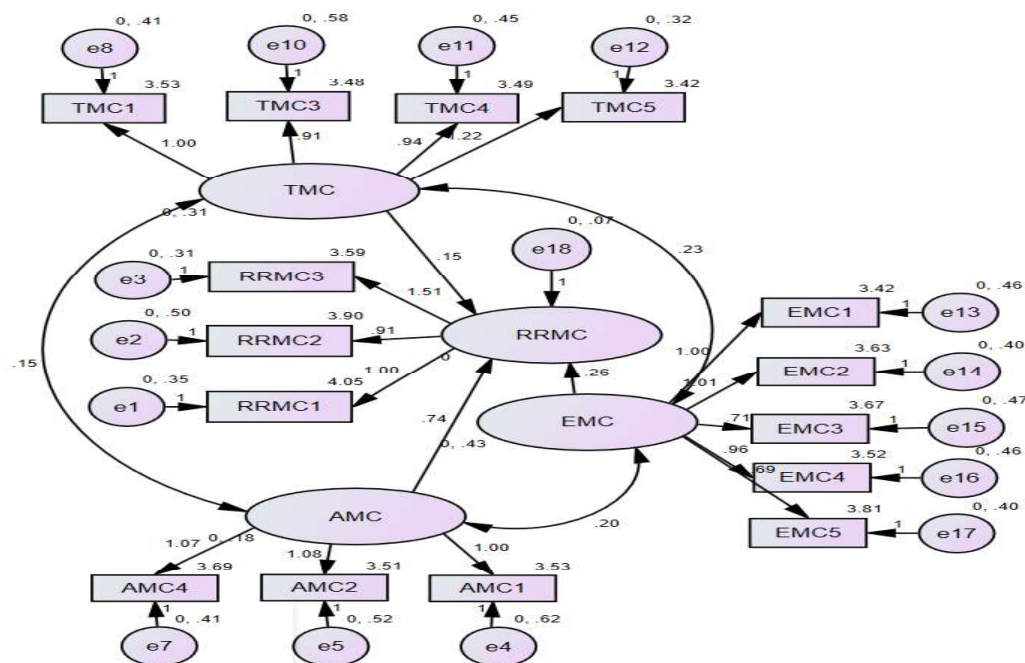 0, .41
0, .58
0, .45
0, .32
e8
e10
e11
e12
1
1
1
1
3.53
3.48
3.49
3.42
TMC1
TMC3
TMC4
TMC5
1.00
.91
.94
1.22
TMC
0, .31
0, .07
e18
.23
0, .31
3.59
.15
e3
1
RRMC3
1
1.51
0, .46
3.42
0, .50
3.90
EMC1
1
e13
e2
1
RRMC2
.91
RRMC
0
3.63
0, .40
.15
1.00
.26
1.00
1.01
EMC2
1
e14
0, .35
4.05
3.67
0, .47
e1
1
RRMC1
.74
EMC
.71
EMC3
1
e15
0, .43
.96
3.52
0, .46
.69
EMC4
1
e16
AMC
3.81
0, .40
.20
EMC5
1
e17
0, .18
1.07
1.08
1.00
3.69
3.51
3.53
AMC4
AMC2
AMC1
1
1
1
0, .41
0, .52
0, .62
e7
e5
e4